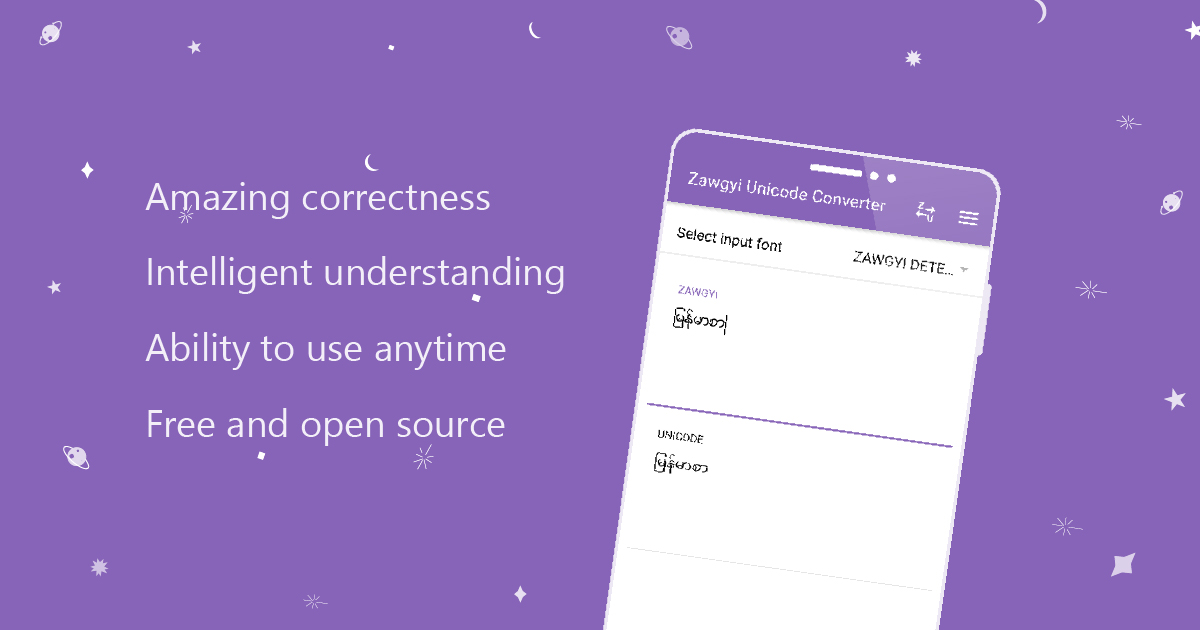 Amazing correctness
Intelligent understanding
Ability to use anytime
Free and open source
Zawgyi Unicode Converter
Z
U
Select input font
ZAWGYI DETE...
ZAWGYI
မြန်မာစာ
UNICODE
မြန်မာစာ